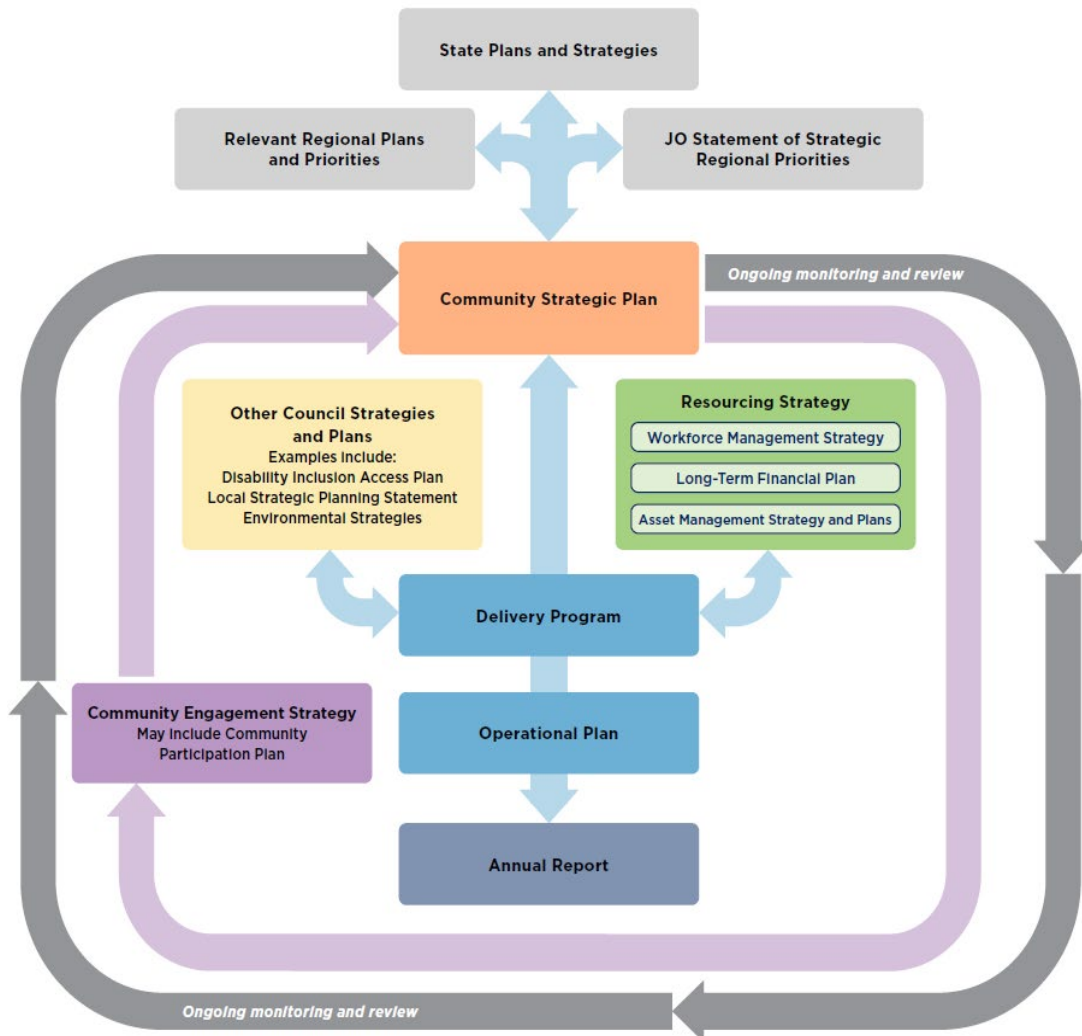 State Plans and Strategies
Relevant Regional Plans
and Priorities
JO Statement of Strategic
Regional Priorities
Community Strategic Plan
Ongoing monitoring and review
Other Council Strategies
and Plans
Examples include:
Disability Inclusion Access Plan
Local Strategic Planning Statement
Environmental Strategies
Resourcing Strategy
Workforce Management Strategy
Long-Term Financial Plan
Asset Management Strategy and Plans
Delivery Program
Community Engagement Strategy
May include Community
Participation Plan
Operational Plan
Annual Report
Ongoing monitoring and review